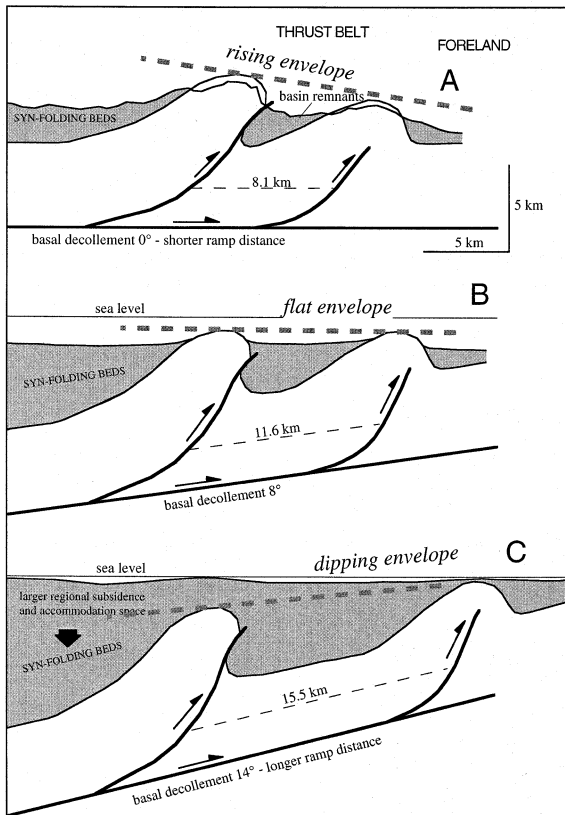 THRUST BELT
FORELAND
rising envelope
A
basin remnants
SYN-FOLDING BEDS
8.1 km
5 km
basal decollement 0° - shorter ramp distance
5 km
B
sea level
flat envelope
SYN-FOLDING BEDS
11.6 km
basal decollement 8°
C
sea level
dipping envelope
larger regional subsidence
and accommodation space
SYN-FOLDING BEDS
15.5 km
basal decollement 14° - longer ramp distance